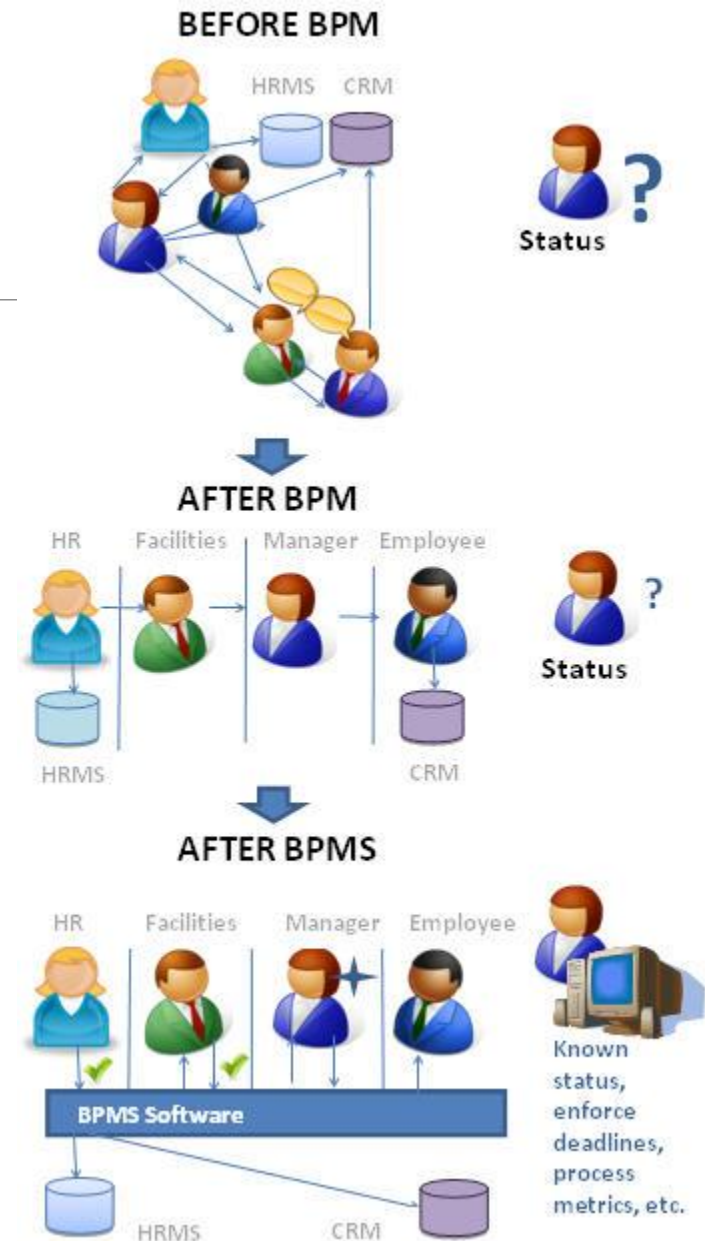 BEFORE BPM
HRMS CRM
?
Status
AFTER BPM
HR Facilities Manager Employee
?
Status
HRMS
CRM
AFTER BPMS
HR Facilities Manager Employee
BPMS Software
Known
status,
enforce
deadlines,
process
metrics, etc.
HRMS CRM